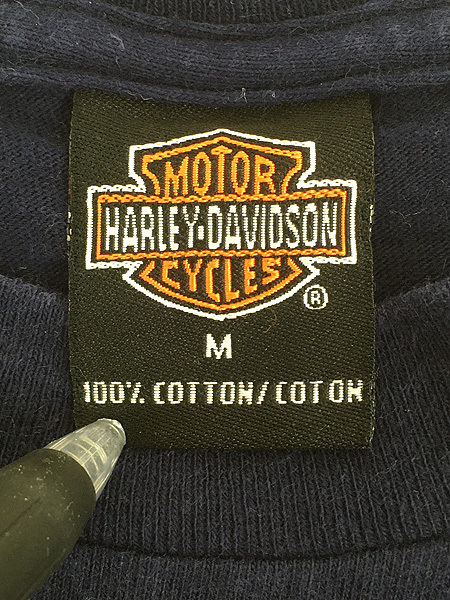 MOTOR
HARLEY-DAVIDSON
CYCLES
®
M
100% COTTON/COTON